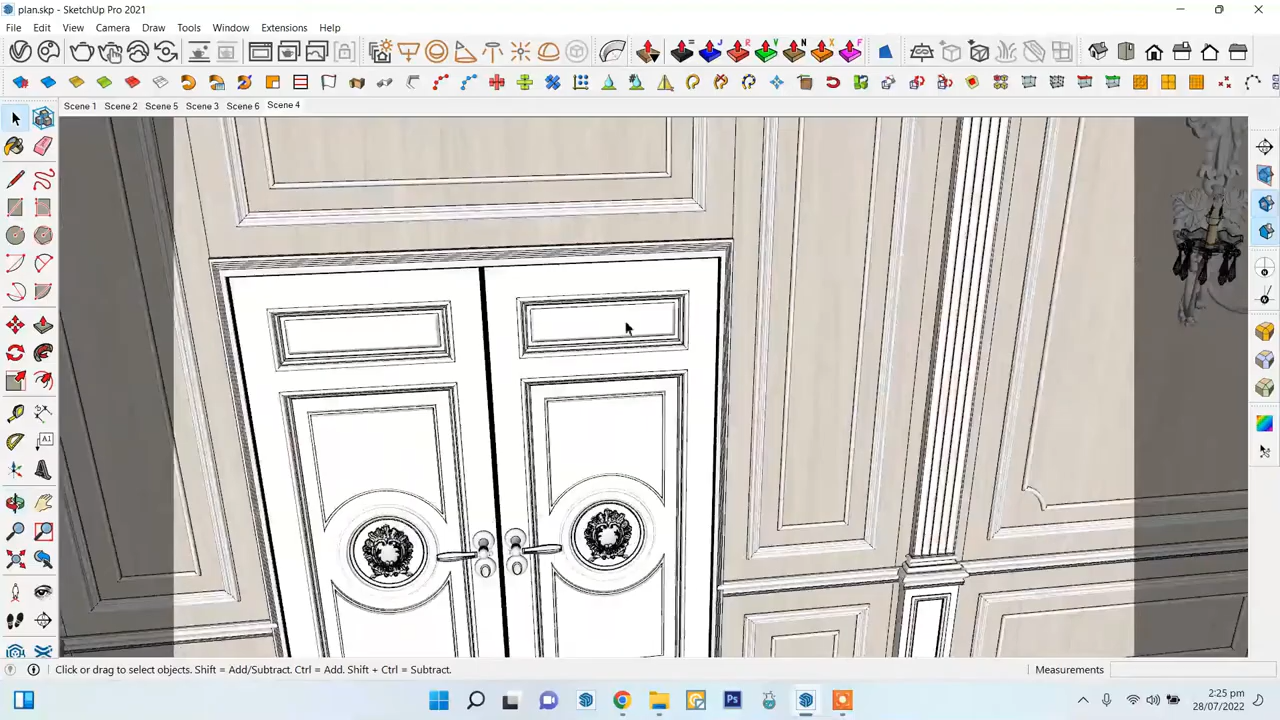 plan.skp - SketchUp Pro 2021
File Edit View Camera Draw Tools Window Extensions Help
Scene 1 Scene 2 Scene 5 Scene 3 Scene 6 Scene 4
Click or drag to select objects. Shift = Add/Subtract. Ctrl = Add. Shift + Ctrl = Subtract.
Measurements
Ps
2:25 pm
28/07/2022